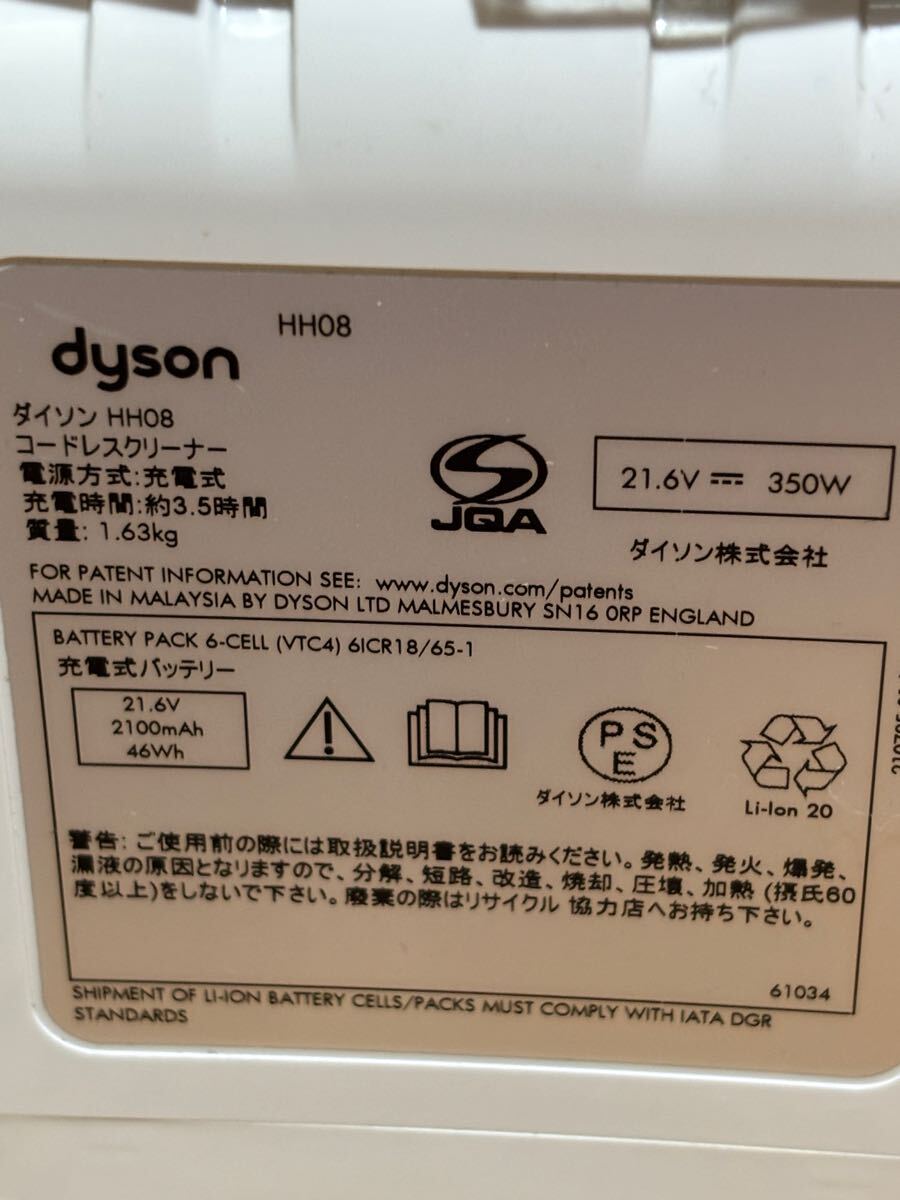 HH08
dyson
ダイソン HH08
コードレスクリーナー
電源方式:充電式
充電時間:約3.5時間
質量: 1.63kg
JQA
21.6V 350W
ダイソン株式会社
FOR PATENT INFORMATION SEE: www.dyson.com/patents
MADE IN MALAYSIA BY DYSON LTD MALMESBURY SN16 0RP ENGLAND
BATTERY PACK 6-CELL (VTC4) 6ICR18/65-1
充電式バッテリー
21.6V
2100mAh
46Wh
PS
E
ダイソン株式会社
Li-Ion 20
警告: ご使用前の際には取扱説明書をお読みください。発熱、発火、爆発、
漏液の原因となりますので、分解、短路、改造、焼却、圧壊、加熱 (摂氏60
度以上)をしないで下さい。廃棄の際はリサイクル 協力店へお持ち下さい。
61034
SHIPMENT OF LI-ION BATTERY CELLS/PACKS MUST COMPLY WITH IATA DGR
STANDARDS